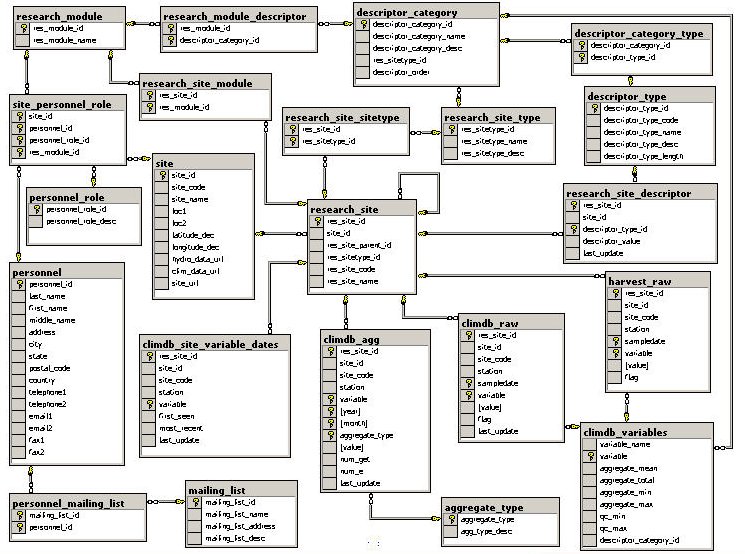 research_module
res_module_id
res_module_name
research_module_descriptor
res_module_id
descriptor_category_id
descriptor_category
descriptor_category_id
descriptor_category_name
descriptor_category_desc
res_sitetype_id
descriptor_order
descriptor_category_type
descriptor_category_id
descriptor_type_id
research_site_module
res_site_id
res_module_id
site_personnel_role
site_id
personnel_id
personnel_role_id
res_module_id
research_site_sitetype
res_site_id
res_sitetype_id
research_site_type
res_sitetype_id
res_sitetype_name
res_sitetype_desc
descriptor_type
descriptor_type_id
descriptor_type_code
descriptor_type_name
descriptor_type_desc
descriptor_type_length
personnel_role
personnel_role_id
personnel_role_desc
site
site_id
site_code
site_name
loc1
loc2
latitude_dec
longitude_dec
hydro_data_url
clim_data_url
site_url
research_site
res_site_id
site_id
res_site_parent_id
res_sitetype_id
res_site_code
res_site_name
research_site_descriptor
res_site_id
site_id
descriptor_type_id
descriptor_value
last_update
personnel
personnel_id
last_name
first_name
middle_name
address
city
state
postal_code
country
telephone1
telephone2
email1
email2
fax1
fax2
climdb_site_variable_dates
res_site_id
site_id
site_code
station
variable
first_seen
most_recent
last_update
climdb_agg
res_site_id
site_id
site_code
station
variable
[year]
[month]
aggregate_type
[value]
num_get
num_e
last_update
climdb_raw
res_site_id
site_id
site_code
station
sampledate
variable
[value]
flag
last_update
harvest_raw
res_site_id
site_id
site_code
station
sampledate
variable
[value]
flag
climdb_variables
variable_name
variable
aggregate_mean
aggregate_total
aggregate_min
aggregate_max
qc_min
qc_max
descriptor_category_id
personnel_mailing_list
mailing_list_id
personnel_id
mailing_list
mailing_list_id
mailing_list_name
mailing_list_address
mailing_list_desc
aggregate_type
aggregate_type
agg_type_desc